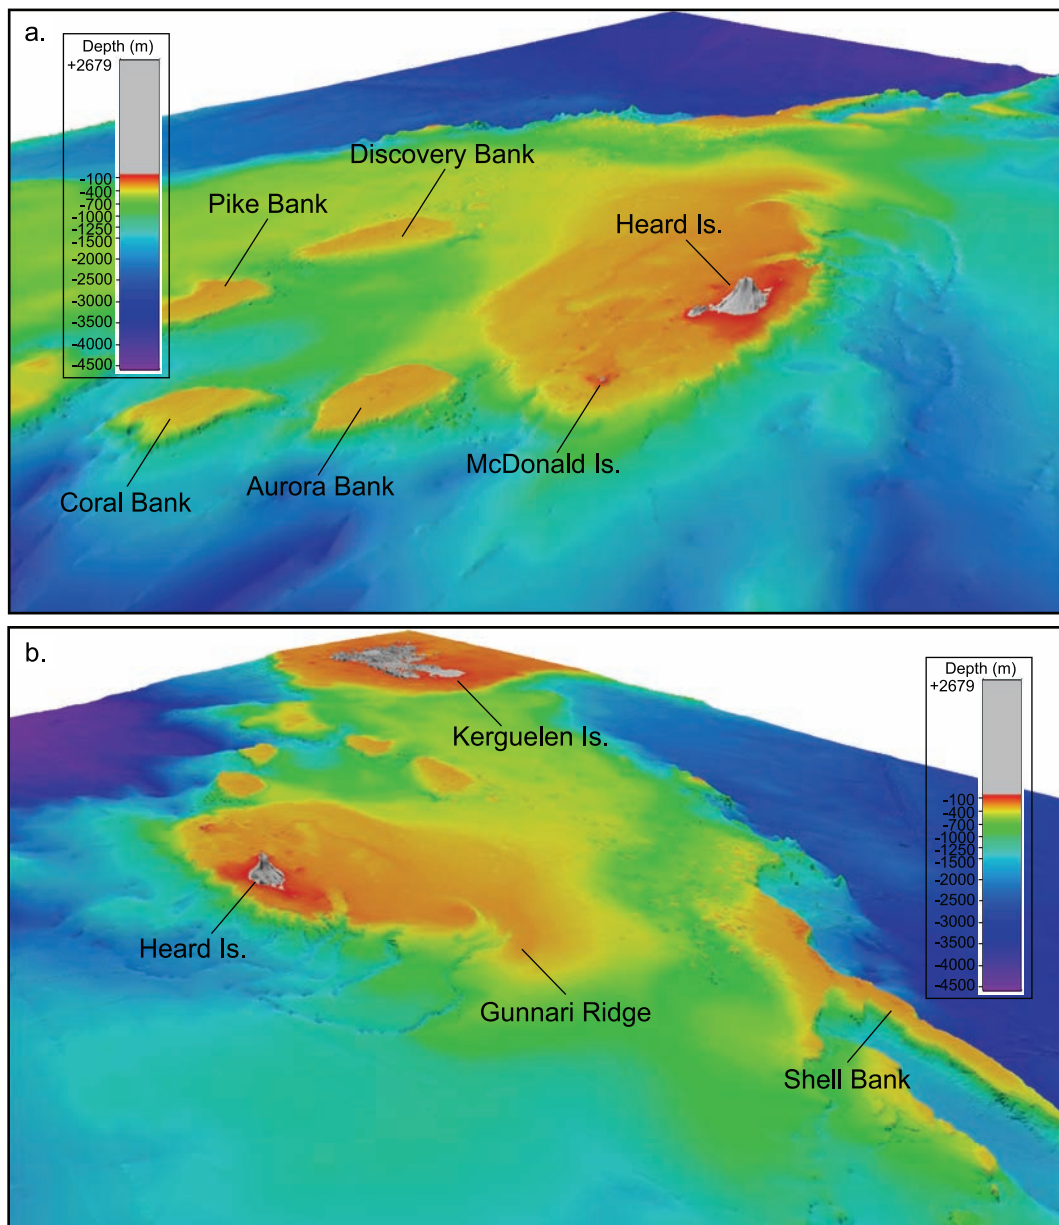 a.
Depth (m)
+2679
-100
-400
-700
-1000
-1250
-1500
-2000
-2500
-3000
-3500
-4000
-4500
Discovery Bank
Pike Bank
Heard Is.
McDonald Is.
Aurora Bank
Coral Bank
b.
Depth (m)
+2679
-100
-400
-700
-1000
-1250
-1500
-2000
-2500
-3000
-3500
-4000
-4500
Kerguelen Is.
Heard Is.
Gunnari Ridge
Shell Bank